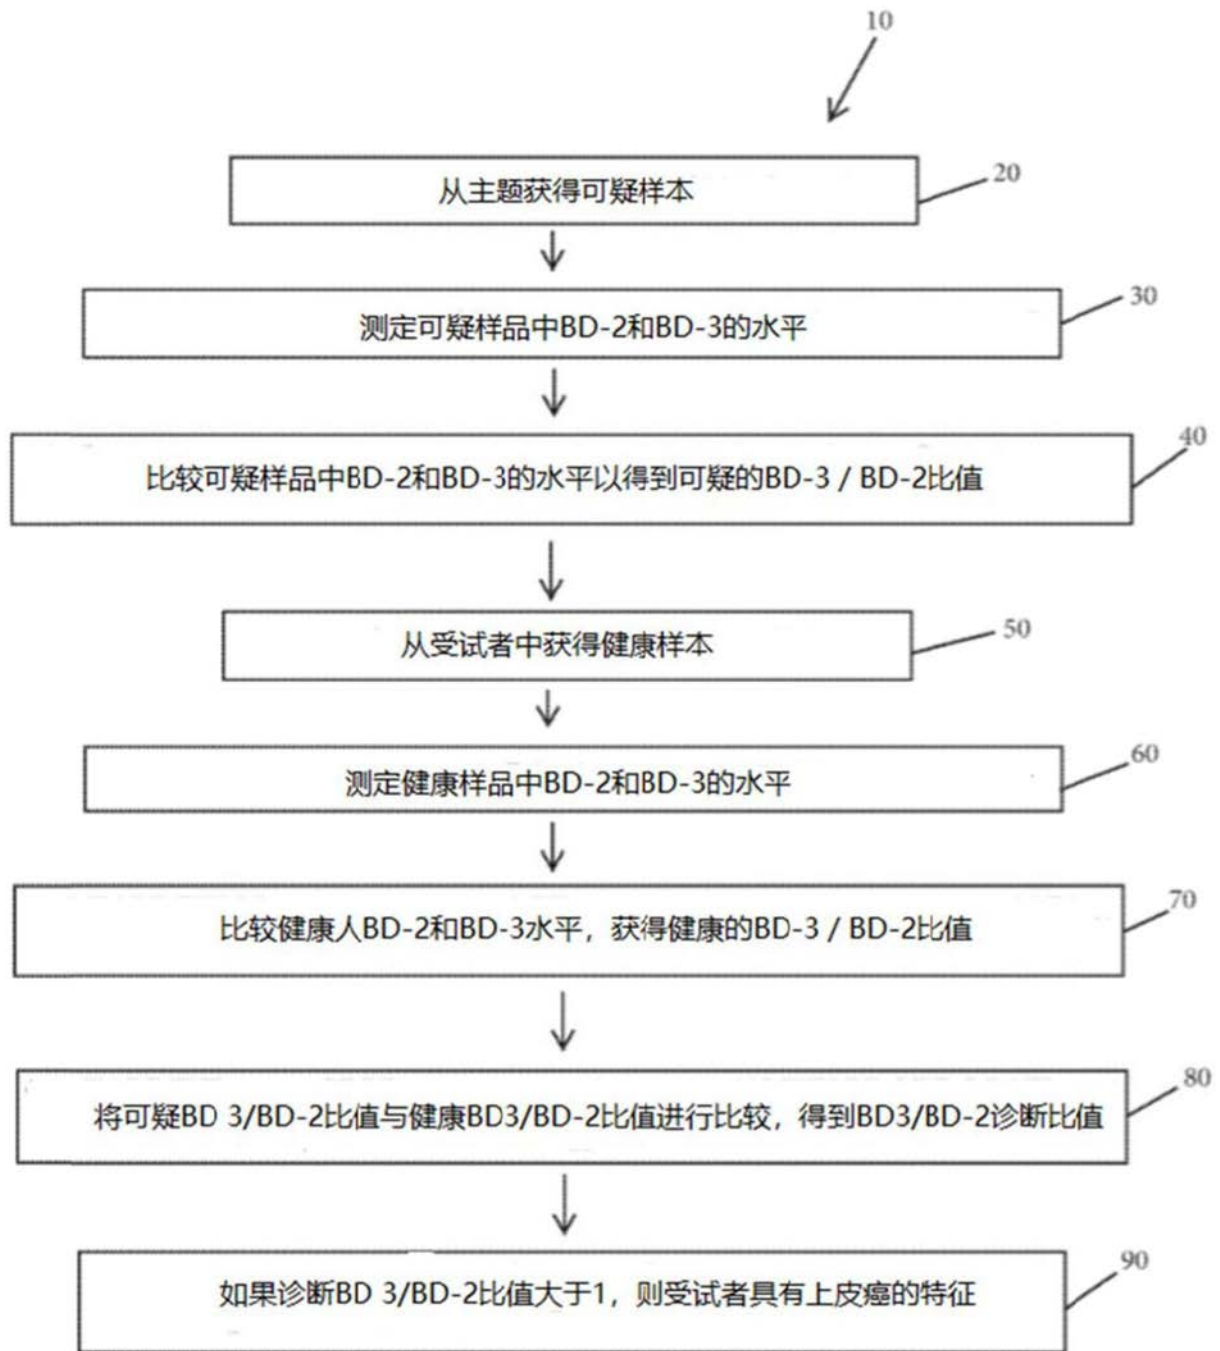 10
从主题获得可疑样本
20
测定可疑样品中BD-2和BD-3的水平
30
比较可疑样品中BD-2和BD-3的水平以得到可疑的BD-3 / BD-2比值
40
从受试者中获得健康样本
50
测定健康样品中BD-2和BD-3的水平
60
比较健康人BD-2和BD-3水平，获得健康的BD-3 / BD-2比值
70
将可疑BD 3/BD-2比值与健康BD3/BD-2比值进行比较，得到BD3/BD-2诊断比值
80
如果诊断BD 3/BD-2比值大于1，则受试者具有上皮癌的特征
90